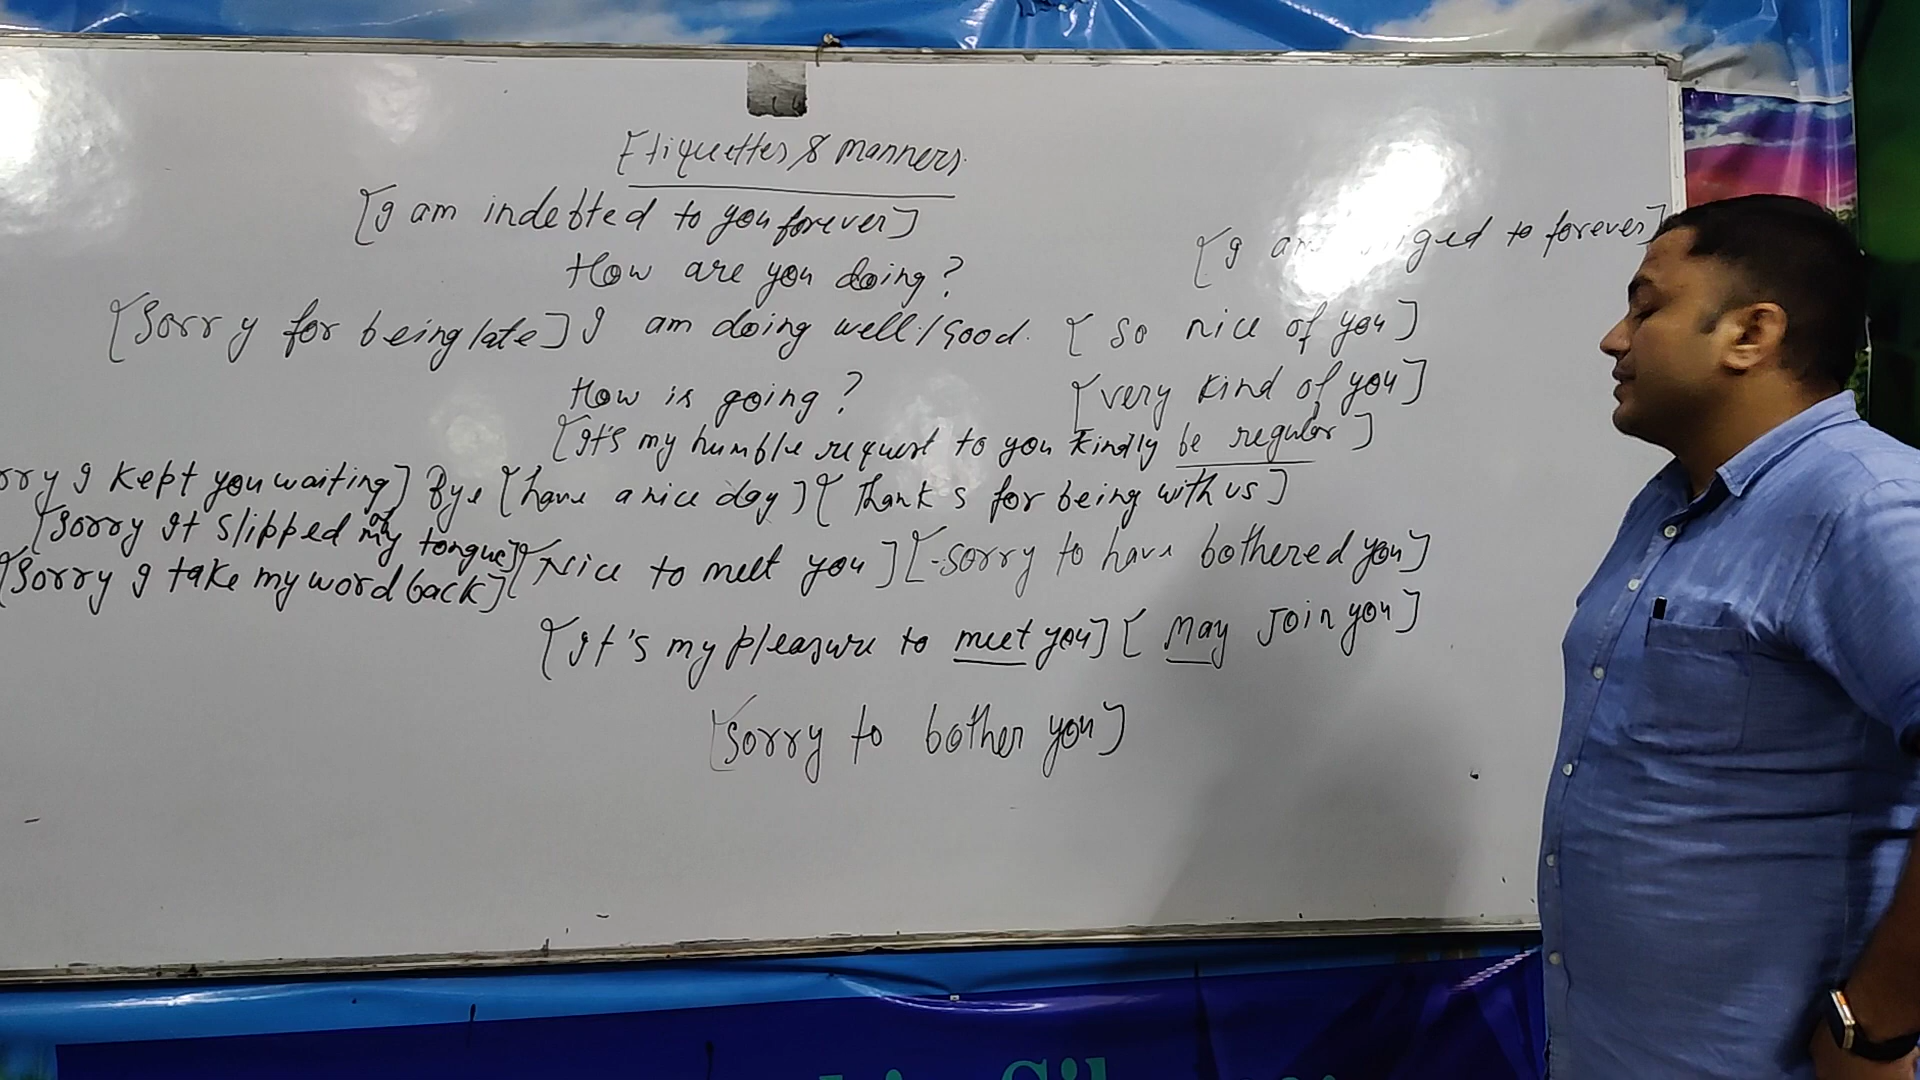 Etiquettes & manners.
[I am indebted to you forever]
[I am to forever]
How are you doing?
[Sorry for being late] I am doing well./Good. [So nice of you]
How is going? [very kind of you]
[It's my humble request to you kindly be regular]
I kept you waiting] Bye [have a nice day] [Thanks for being with us]
[Sorry It slipped of my tongue] [Nice to meet you] [-Sorry to have bothered you]
[Sorry I take my word back]
[It's my pleasure to meet you] [May Join you]
[Sorry to bother you]